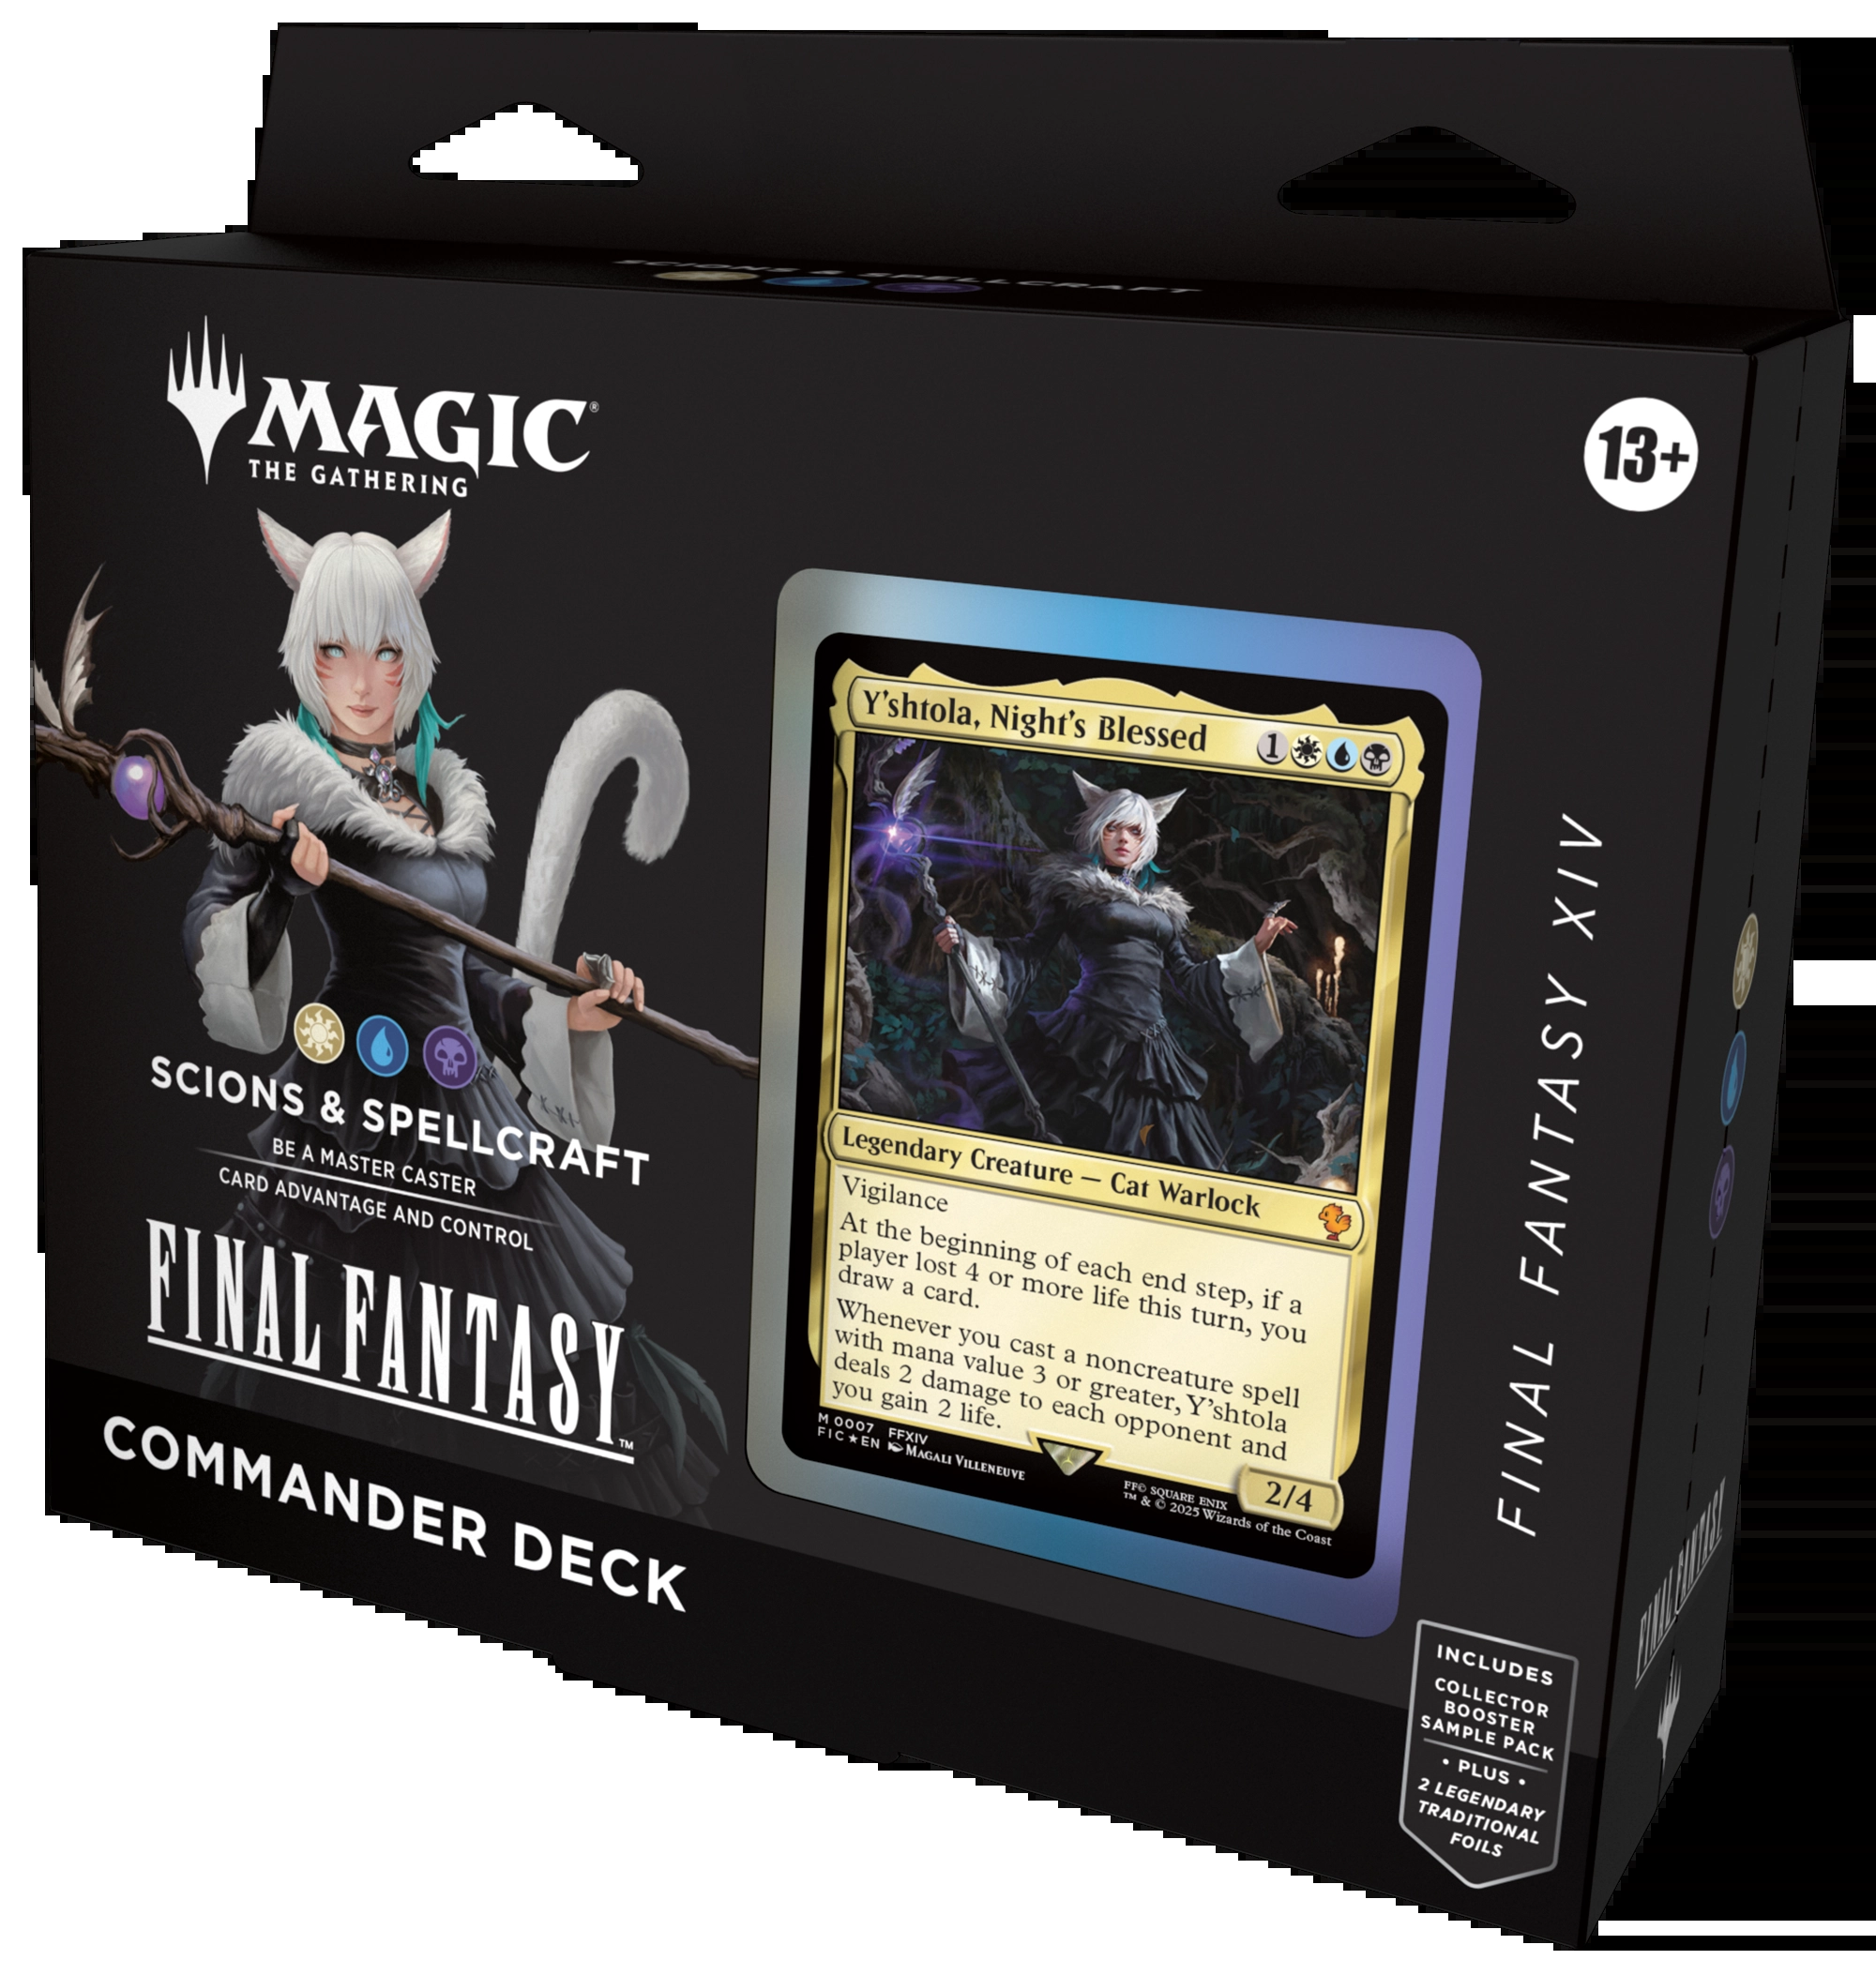 SCIONS & SPELLCRAFT
MAGIC®
THE GATHERING
13+
Y'shtola, Night's Blessed 1
Legendary Creature — Cat Warlock
Vigilance
At the beginning of each end step, if a
player lost 4 or more life this turn, you
draw a card.
Whenever you cast a noncreature spell
with mana value 3 or greater, Y'shtola
deals 2 damage to each opponent and
you gain 2 life.
M 0007 FFXIV
FIC★EN MAGALI VILLENEUVE
FF© SQUARE ENIX
™ & © 2025 Wizards of the Coast
2/4
SCIONS & SPELLCRAFT
BE A MASTER CASTER
CARD ADVANTAGE AND CONTROL
FINAL FANTASY™
COMMANDER DECK
FINAL FANTASY XIV
INCLUDES
COLLECTOR
BOOSTER
SAMPLE PACK
• PLUS •
2 LEGENDARY
TRADITIONAL
FOILS
FINAL FANTASY